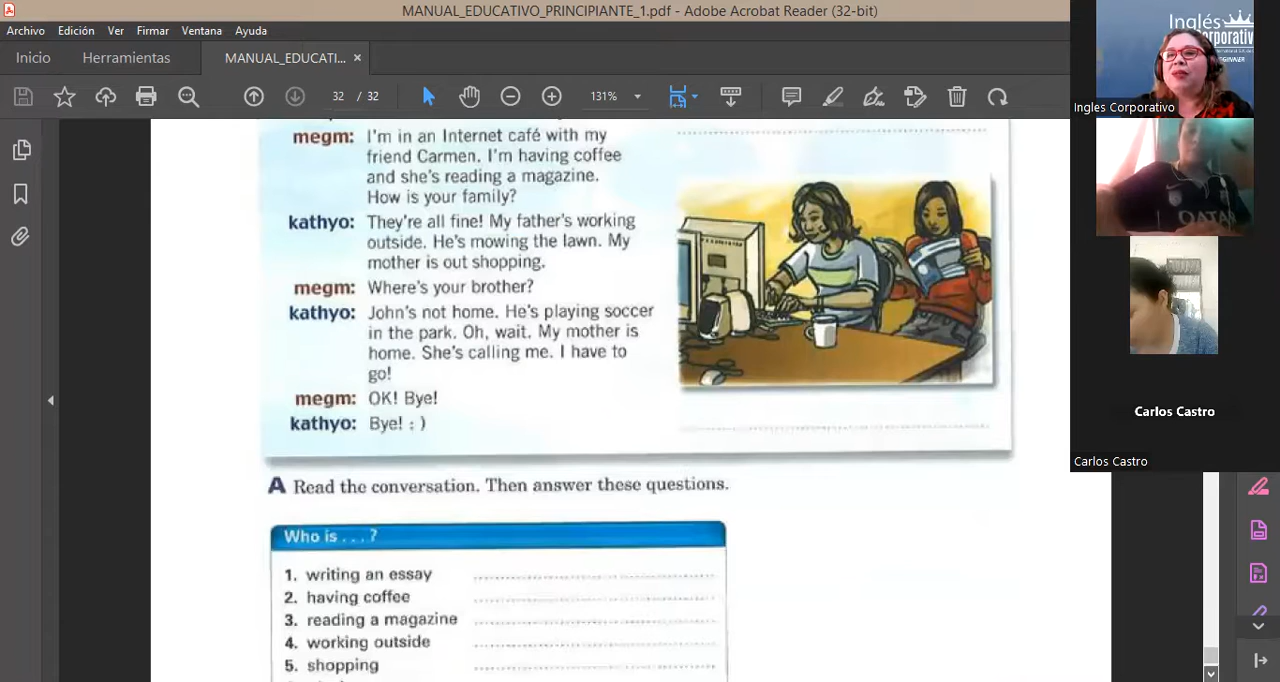 MANUAL_EDUCATIVO_PRINCIPIANTE_1.pdf - Adobe Acrobat Reader (32-bit)
Archivo Edición Ver Firmar Ventana Ayuda
Inicio Herramientas MANUAL_EDUCATI... ×
32 / 32 131%
megm: I'm in an Internet café with my
friend Carmen. I'm having coffee
and she's reading a magazine.
How is your family?
kathyo: They're all fine! My father's working
outside. He's mowing the lawn. My
mother is out shopping.
megm: Where's your brother?
kathyo: John's not home. He's playing soccer
in the park. Oh, wait. My mother is
home. She's calling me. I have to
go!
megm: OK! Bye!
kathyo: Bye! : )
A Read the conversation. Then answer these questions.
Who is . . . .?
1. writing an essay
2. having coffee
3. reading a magazine
4. working outside
5. shopping
Inglés
Corporativo
Ingles Corporativo
QATAR
Carlos Castro
Carlos Castro